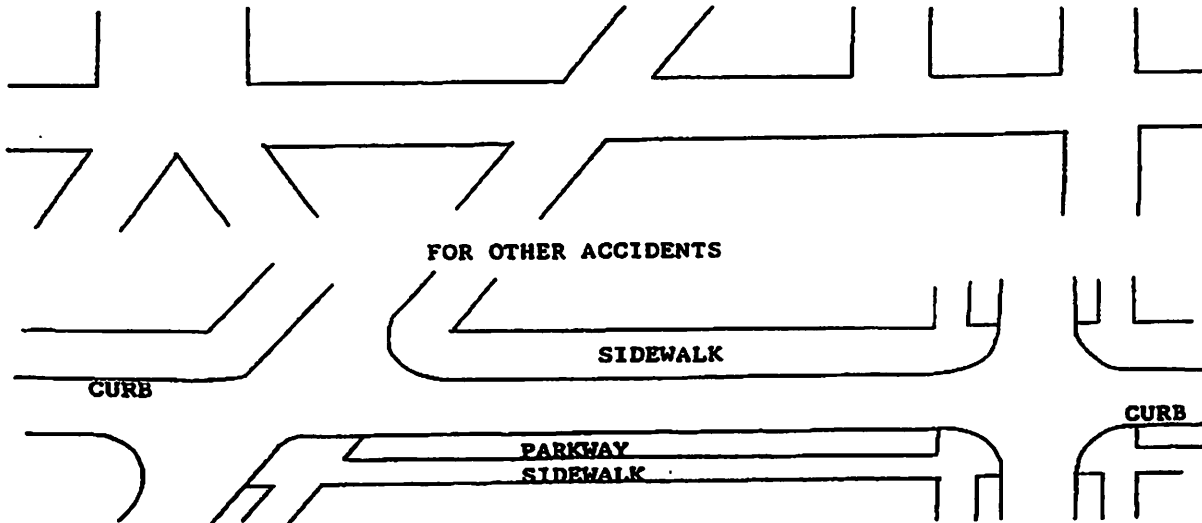 FOR OTHER ACCIDENTS
SIDEWALK
CURB
CURB
PARKWAY
SIDEWALK